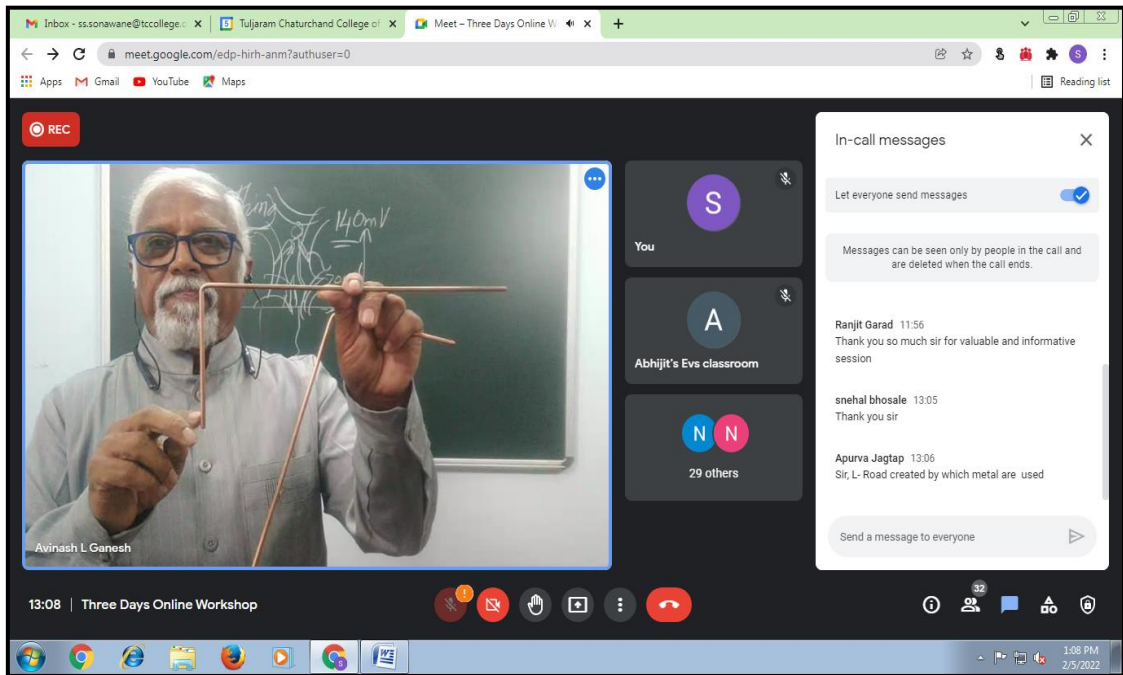 Inbox - ss.sonawane@tccollege.c
Tuljaram Chaturchand College of
Meet – Three Days Online W
meet.google.com/edp-hirh-anm?authuser=0
S
Apps
Gmail
YouTube
Maps
Reading list
REC
140mV
Avinash L Ganesh
S
You
A
Abhijit's Evs classroom
N N
29 others
In-call messages
Let everyone send messages
Messages can be seen only by people in the call and
are deleted when the call ends.
Ranjit Garad 11:56
Thank you so much sir for valuable and informative
session
snehal bhosale 13:05
Thank you sir
Apurva Jagtap 13:06
Sir, L- Road created by which metal are used
Send a message to everyone
13:08 | Three Days Online Workshop
32
1:08 PM
2/5/2022